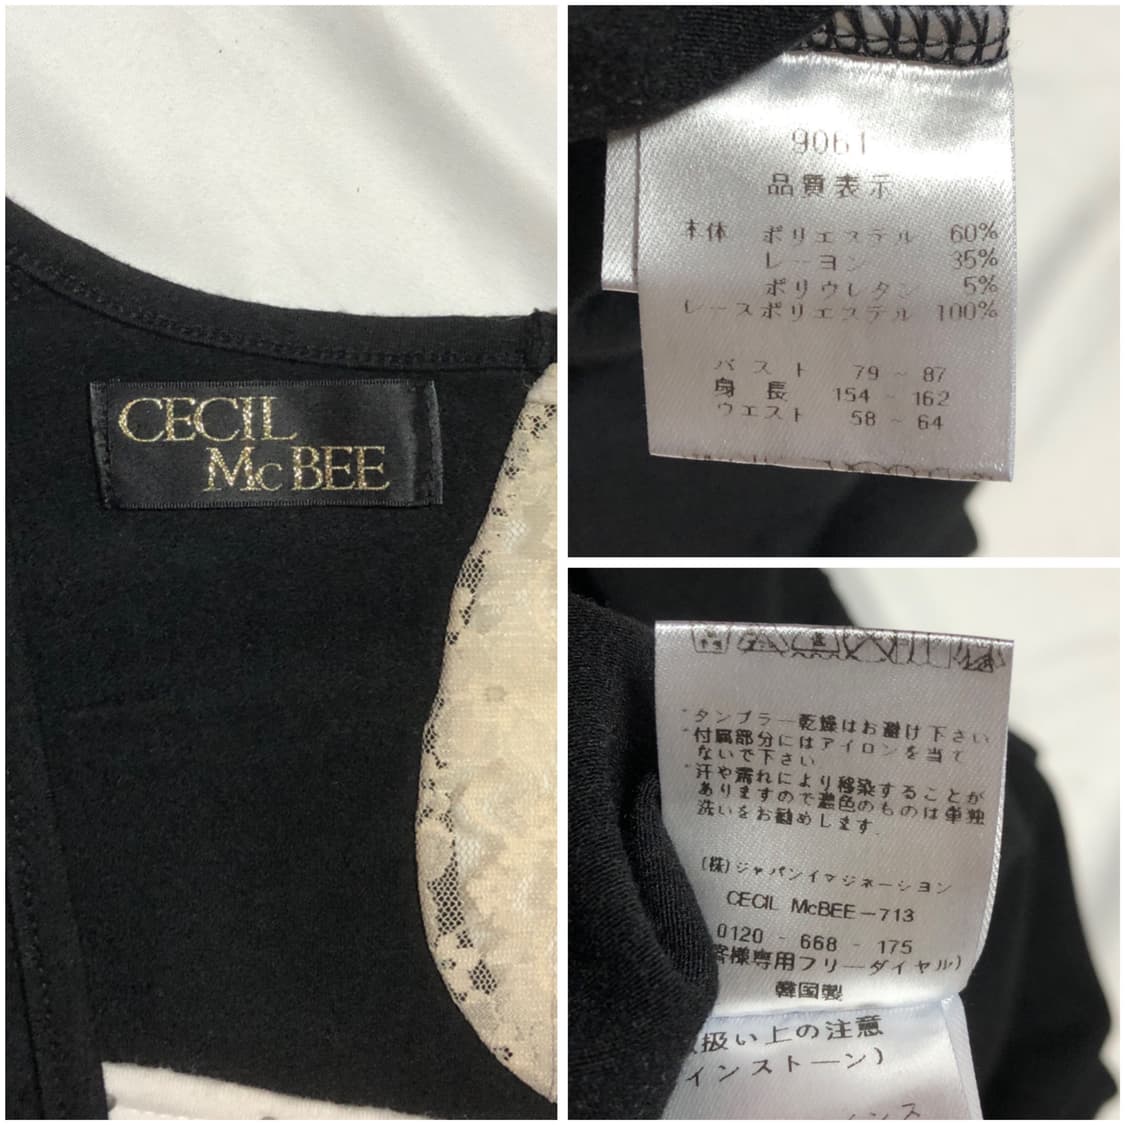 CECIL
McBEE
9061
品質表示
本体 ポリエステル 60%
レーヨン 35%
ポリウレタン 5%
レースポリエステル 100%
バスト 79 ~ 87
身長 154 ~ 162
ウエスト 58 ~ 64
タンブラー乾燥はお避け下さい
付属部分にはアイロンを当て
ないで下さい
汗や濡れにより移染することが
ありますので濃色のものは単独
洗いをお勧めします.
(株)ジャパンイマジネーション
CECIL McBEE-713
0120 - 668 - 175
客様専用フリーダイヤル)
韓国製
扱い上の注意
インストーン)